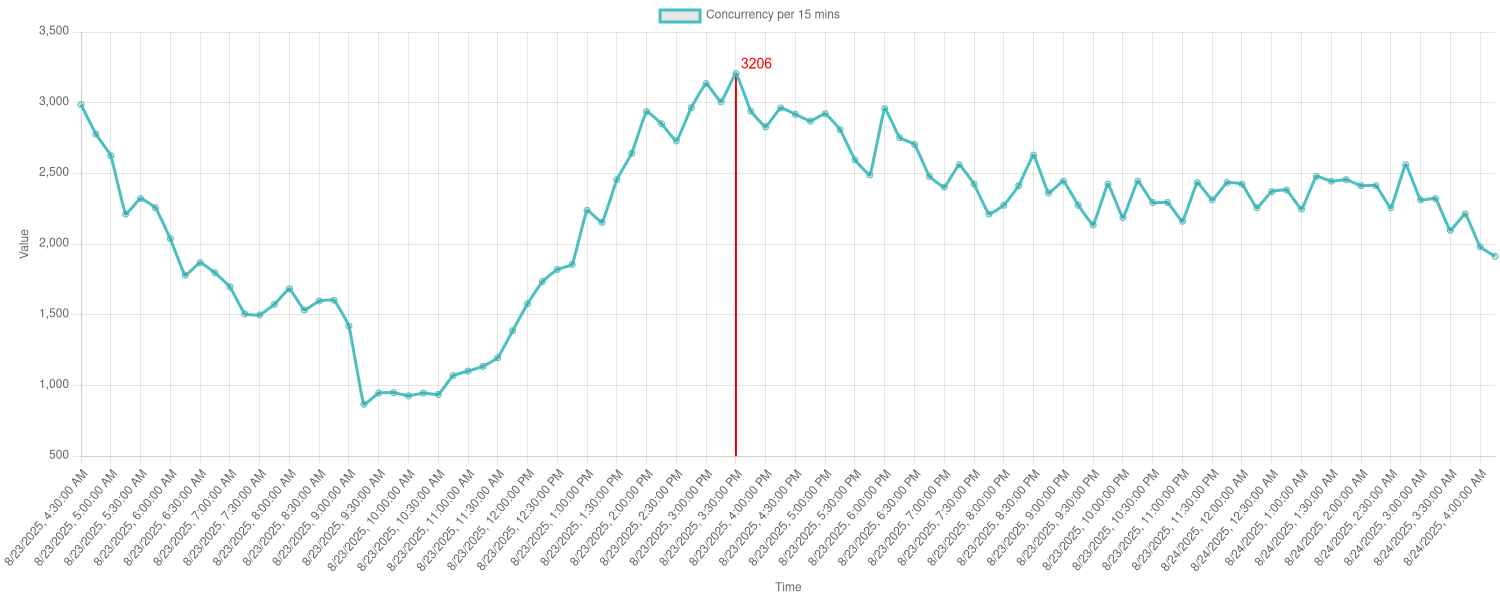 Concurrency per 15 mins
3,500
3,000
2,500
2,000
1,500
1,000
500
Value
3206
8/23/2025, 4:30:00 AM
8/23/2025, 5:00:00 AM
8/23/2025, 5:30:00 AM
8/23/2025, 6:00:00 AM
8/23/2025, 6:30:00 AM
8/23/2025, 7:00:00 AM
8/23/2025, 7:30:00 AM
8/23/2025, 8:00:00 AM
8/23/2025, 8:30:00 AM
8/23/2025, 9:00:00 AM
8/23/2025, 9:30:00 AM
8/23/2025, 10:00:00 AM
8/23/2025, 10:30:00 AM
8/23/2025, 11:00:00 AM
8/23/2025, 11:30:00 AM
8/23/2025, 12:00:00 PM
8/23/2025, 12:30:00 PM
8/23/2025, 1:00:00 PM
8/23/2025, 1:30:00 PM
8/23/2025, 2:00:00 PM
8/23/2025, 2:30:00 PM
8/23/2025, 3:00:00 PM
8/23/2025, 3:30:00 PM
8/23/2025, 4:00:00 PM
8/23/2025, 4:30:00 PM
8/23/2025, 5:00:00 PM
8/23/2025, 5:30:00 PM
8/23/2025, 6:00:00 PM
8/23/2025, 6:30:00 PM
8/23/2025, 7:00:00 PM
8/23/2025, 7:30:00 PM
8/23/2025, 8:00:00 PM
8/23/2025, 8:30:00 PM
8/23/2025, 9:00:00 PM
8/23/2025, 9:30:00 PM
8/23/2025, 10:00:00 PM
8/23/2025, 10:30:00 PM
8/23/2025, 11:00:00 PM
8/23/2025, 11:30:00 PM
8/24/2025, 12:00:00 AM
8/24/2025, 12:30:00 AM
8/24/2025, 1:00:00 AM
8/24/2025, 1:30:00 AM
8/24/2025, 2:00:00 AM
8/24/2025, 2:30:00 AM
8/24/2025, 3:00:00 AM
8/24/2025, 3:30:00 AM
8/24/2025, 4:00:00 AM
Time